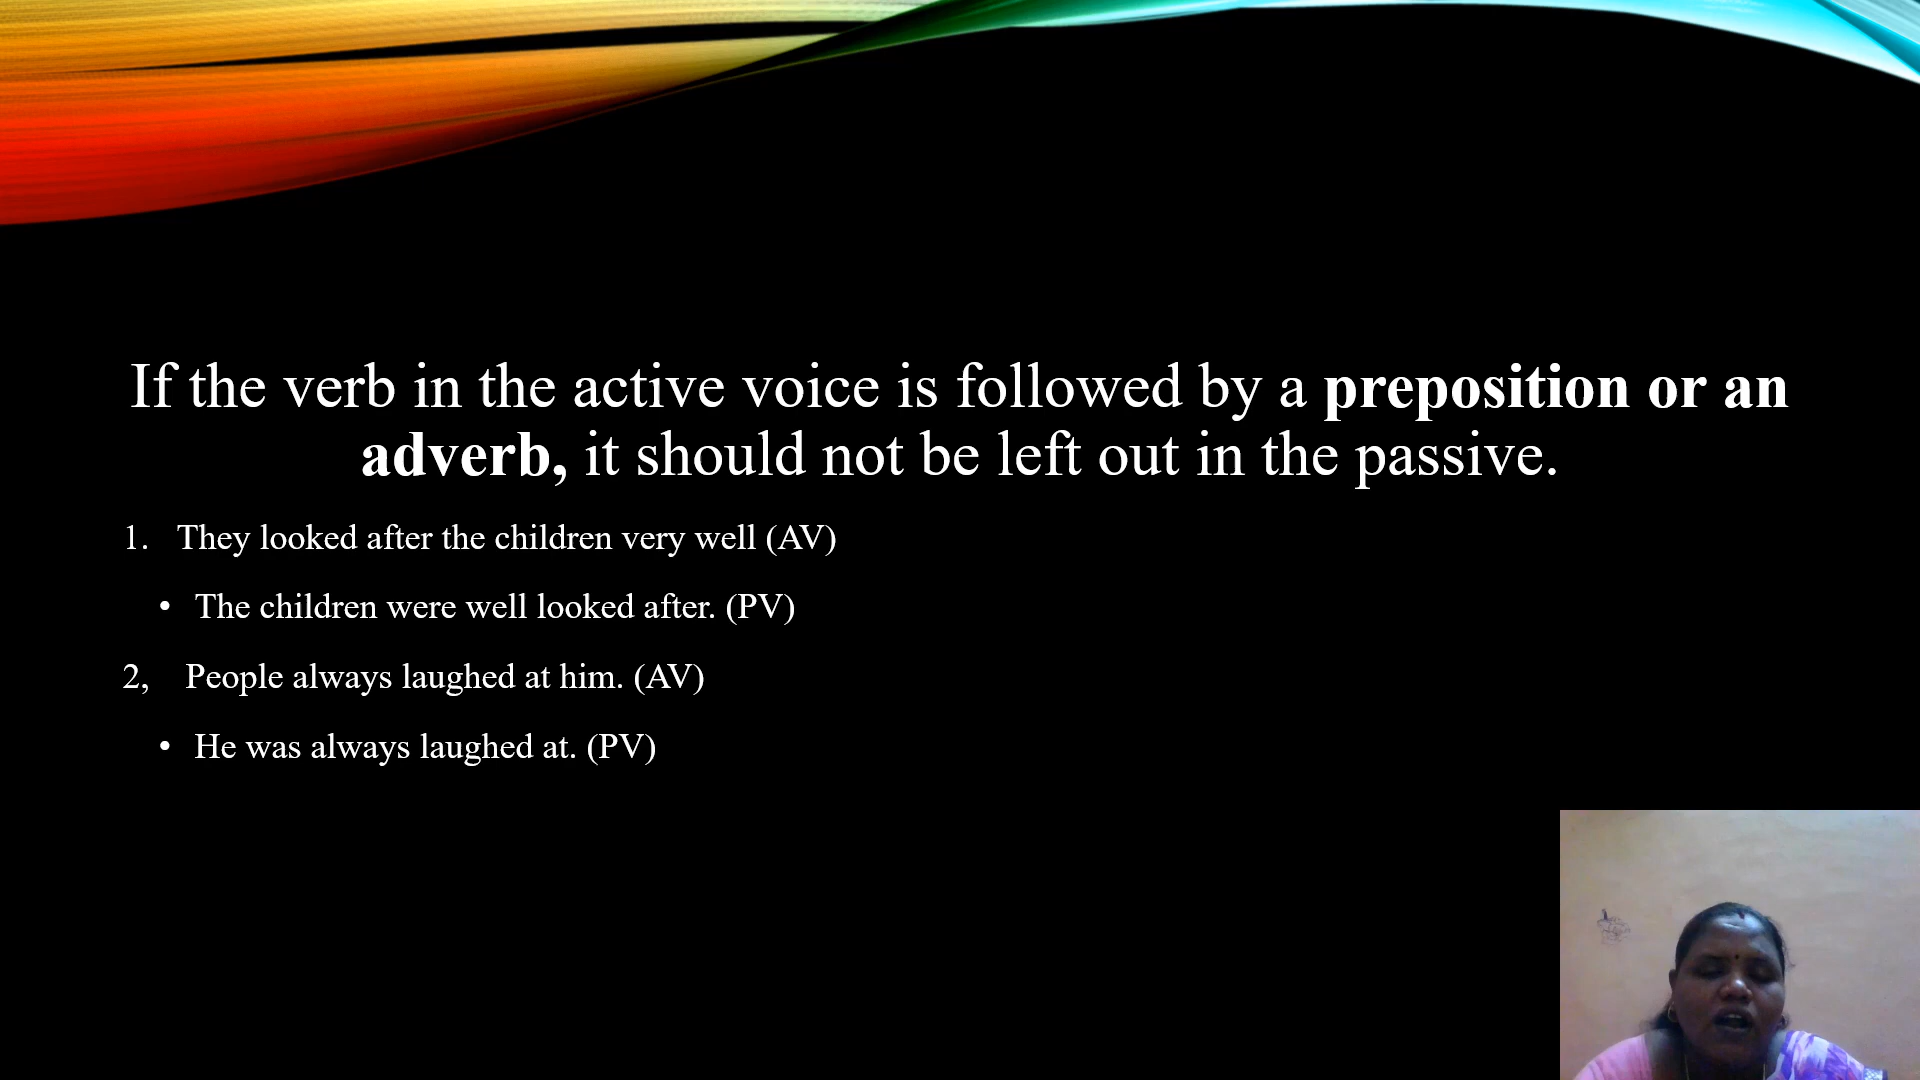 If the verb in the active voice is followed by a preposition or an
adverb, it should not be left out in the passive.
1. They looked after the children very well (AV)
• The children were well looked after. (PV)
2, People always laughed at him. (AV)
• He was always laughed at. (PV)